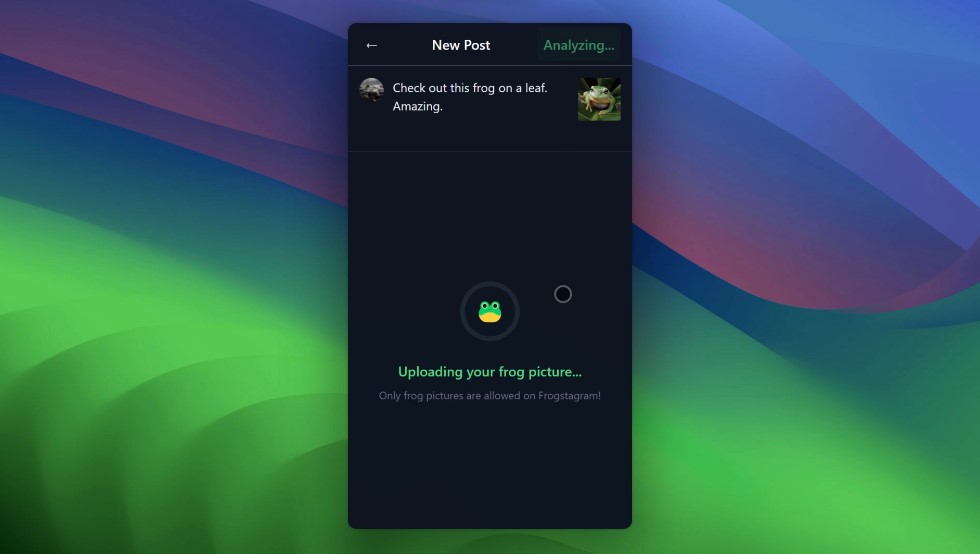 ←
New Post
Analyzing...
Check out this frog on a leaf.
Amazing.
Uploading your frog picture...
Only frog pictures are allowed on Frogstagram!